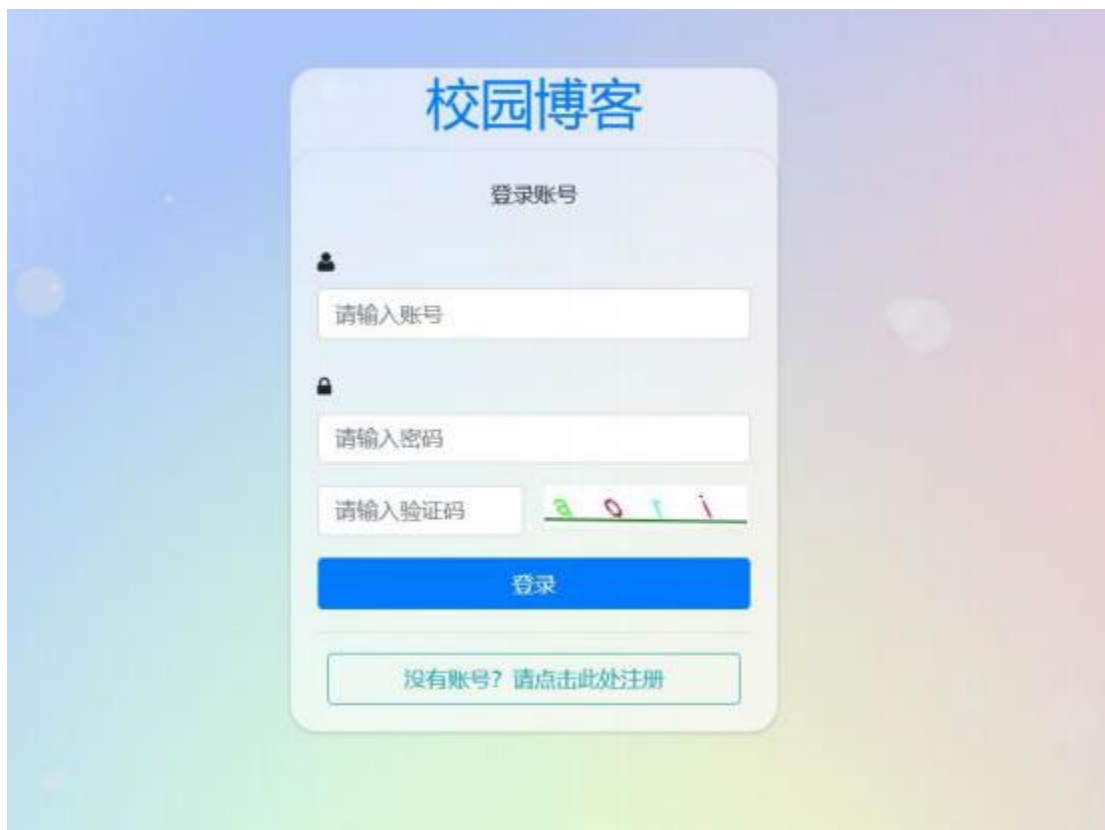 校园博客
登录账号
请输入账号
请输入密码
请输入验证码 a o r i
登录
没有账号？请点击此处注册